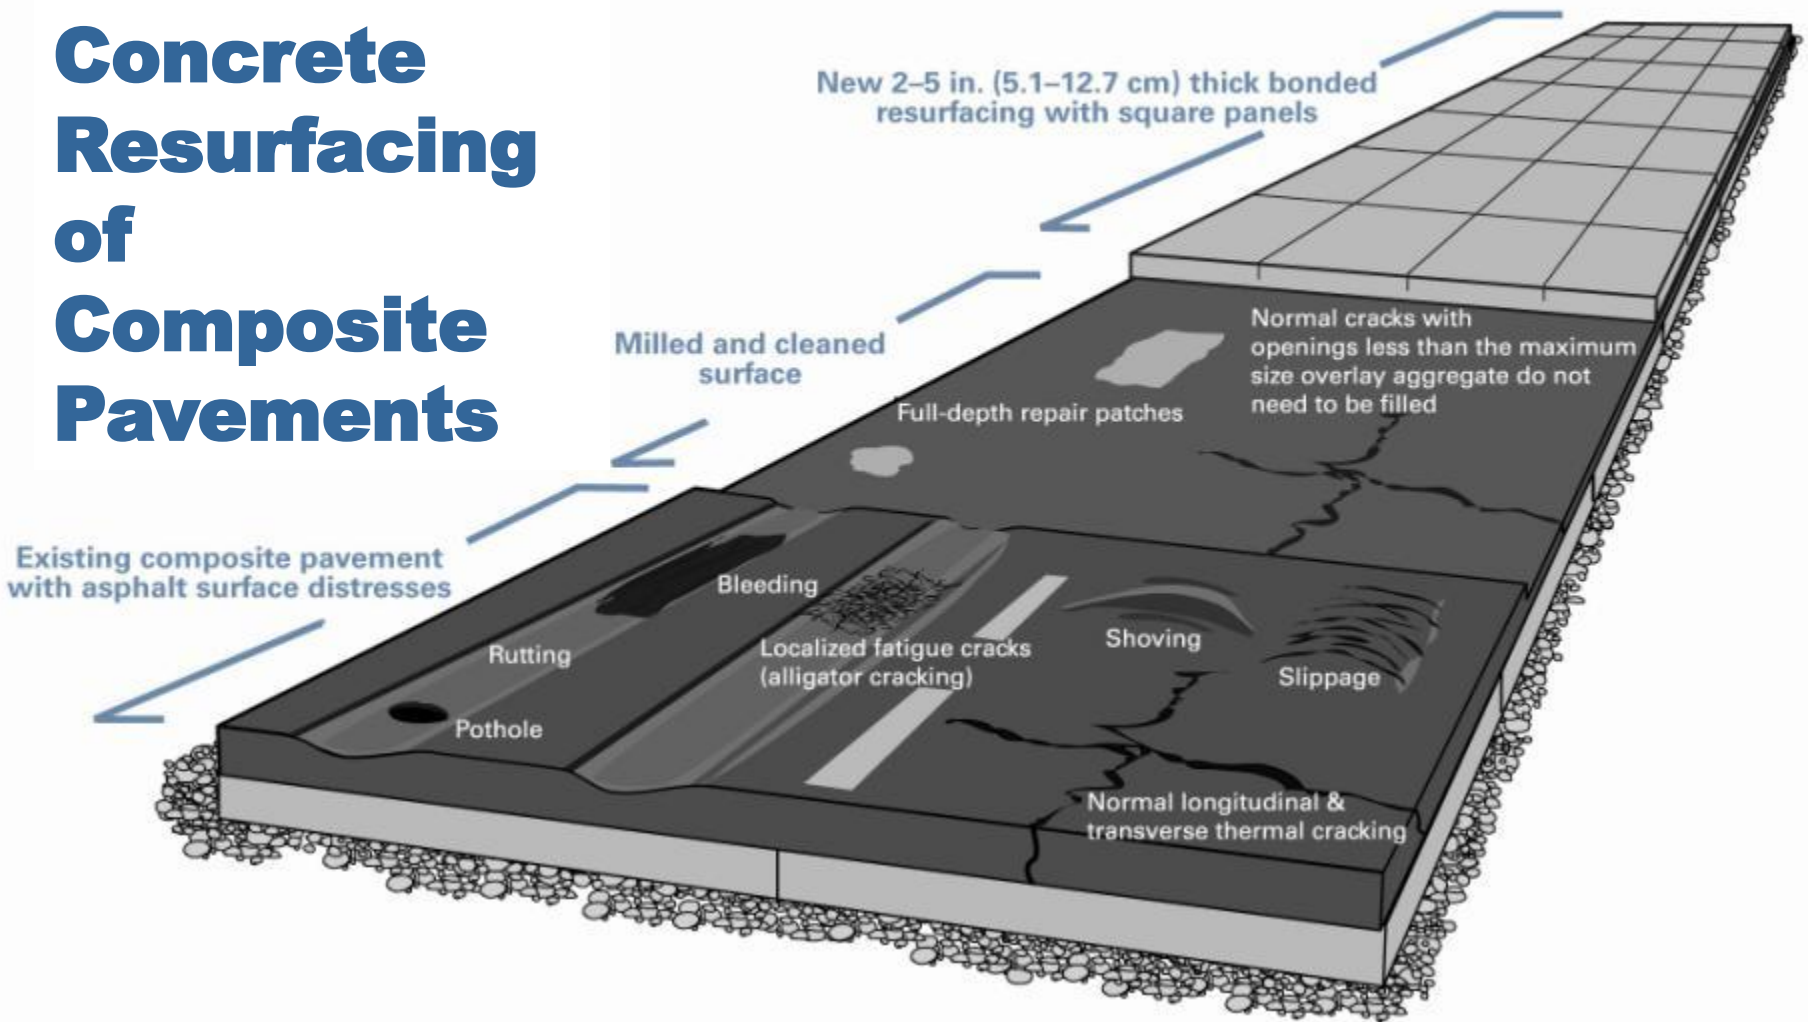 Concrete
Resurfacing
of
Composite
Pavements
New 2–5 in. (5.1–12.7 cm) thick bonded
resurfacing with square panels
Milled and cleaned
surface
Normal cracks with
openings less than the maximum
size overlay aggregate do not
need to be filled
Full-depth repair patches
Existing composite pavement
with asphalt surface distresses
Bleeding
Rutting
Localized fatigue cracks
(alligator cracking)
Shoving
Slippage
Pothole
Normal longitudinal &
transverse thermal cracking